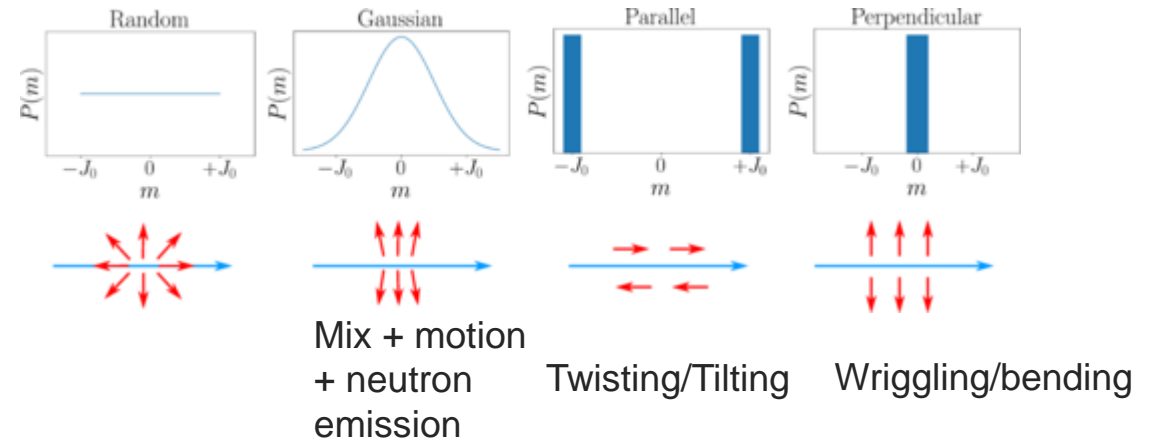 Random
Gaussian
Parallel
Perpendicular
P(m)
P(m)
P(m)
P(m)
−J₀ 0 +J₀
−J₀ 0 +J₀
−J₀ 0 +J₀
−J₀ 0 +J₀
m
m
m
m
Mix + motion
+ neutron
emission
Twisting/Tilting
Wriggling/bending